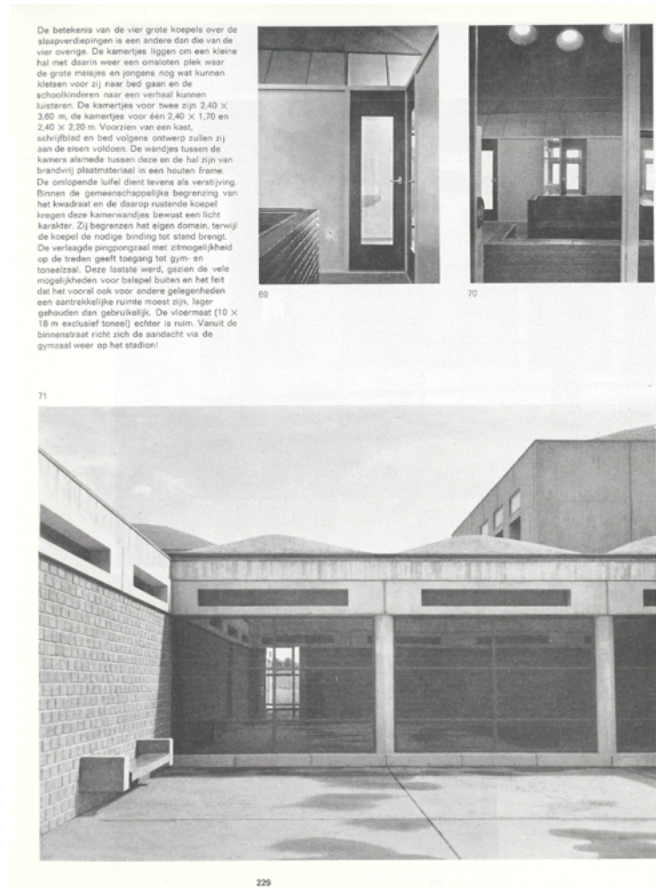 De betekenis van de vier grote koepels over de
slaapverdiepingen is een andere dan die van de
vier overige. De kamertjes liggen om een kleine
hal met daarin weer een omsloten plek waar
de grote meisjes en jongens nog wat kunnen
kletsen voor zij naar bed gaan en de
schoolkinderen naar een verhaal kunnen
luisteren. De kamertjes voor twee zijn 2,40 ×
3,60 m, de kamertjes voor één 2,40 × 1,70 en
2,40 × 2,20 m. Voorzien van een kast,
schrijfblad en bed volgens ontwerp zullen zij
aan de eisen voldoen. De wandjes tussen de
kamers alsmede tussen deze en de hal zijn van
brandvrij plaatmateriaal in een houten frame.
De omlopende luifel dient tevens als verstijving.
Binnen de gemeenschappelijke begrenzing van
het kwadraat en de daarop rustende koepel
kregen deze kamerwandjes bewust een licht
karakter. Zij begrenzen het eigen domein, terwijl
de koepel de nodige binding tot stand brengt.
De verlaagde pingpongzaal met zitmogelijkheid
op de treden geeft toegang tot gym- en
toneelzaal. Deze laatste werd, gezien de vele
mogelijkheden voor balspel buiten en het feit
dat het vooral ook voor andere gelegenheden
een aantrekkelijke ruimte moest zijn, lager
gehouden dan gebruikelijk. De vloermaat (10 ×
18 m exclusief toneel) echter is ruim. Vanuit de
binnenstraat richt zich de aandacht via de
gymzaal weer op het stadion!
69
70
71
229